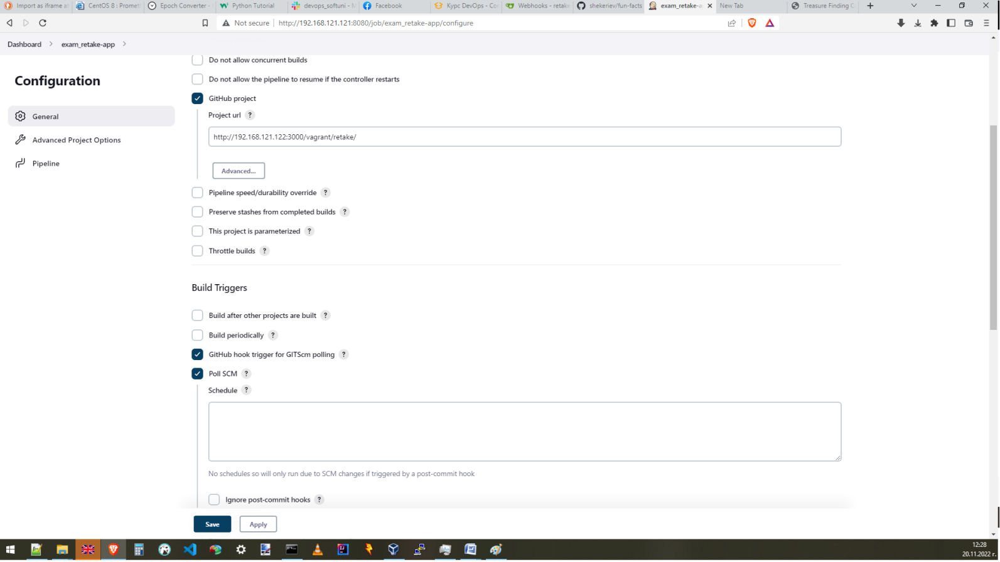 Import as iframe a
CentOS 8 : Prometh
Epoch Converter -
Python Tutorial
devops_softuni - M
Facebook
Курс DevOps - Co
Webhooks - retake
shekeriev/fun-facts
exam_retake-a
New Tab
Treasure Finding C
Not secure
http://192.168.121.121:8080/job/exam_retake-app/configure
Dashboard
exam_retake-app
Configuration
General
Advanced Project Options
Pipeline
Do not allow concurrent builds
Do not allow the pipeline to resume if the controller restarts
GitHub project
Project url ?
http://192.168.121.122:3000/vagrant/retake/
Advanced...
Pipeline speed/durability override ?
Preserve stashes from completed builds ?
This project is parameterized ?
Throttle builds ?
Build Triggers
Build after other projects are built ?
Build periodically ?
GitHub hook trigger for GITScm polling ?
Poll SCM ?
Schedule ?
No schedules so will only run due to SCM changes if triggered by a post-commit hook
Ignore post-commit hooks ?
Save
Apply
12:28
20.11.2022 г.